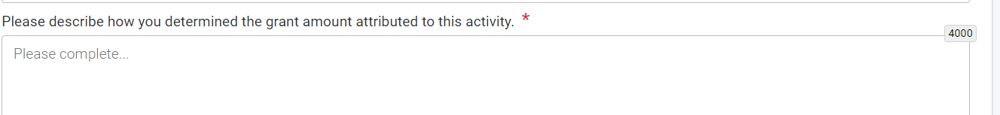 Please describe how you determined the grant amount attributed to this activity. *
4000
Please complete...